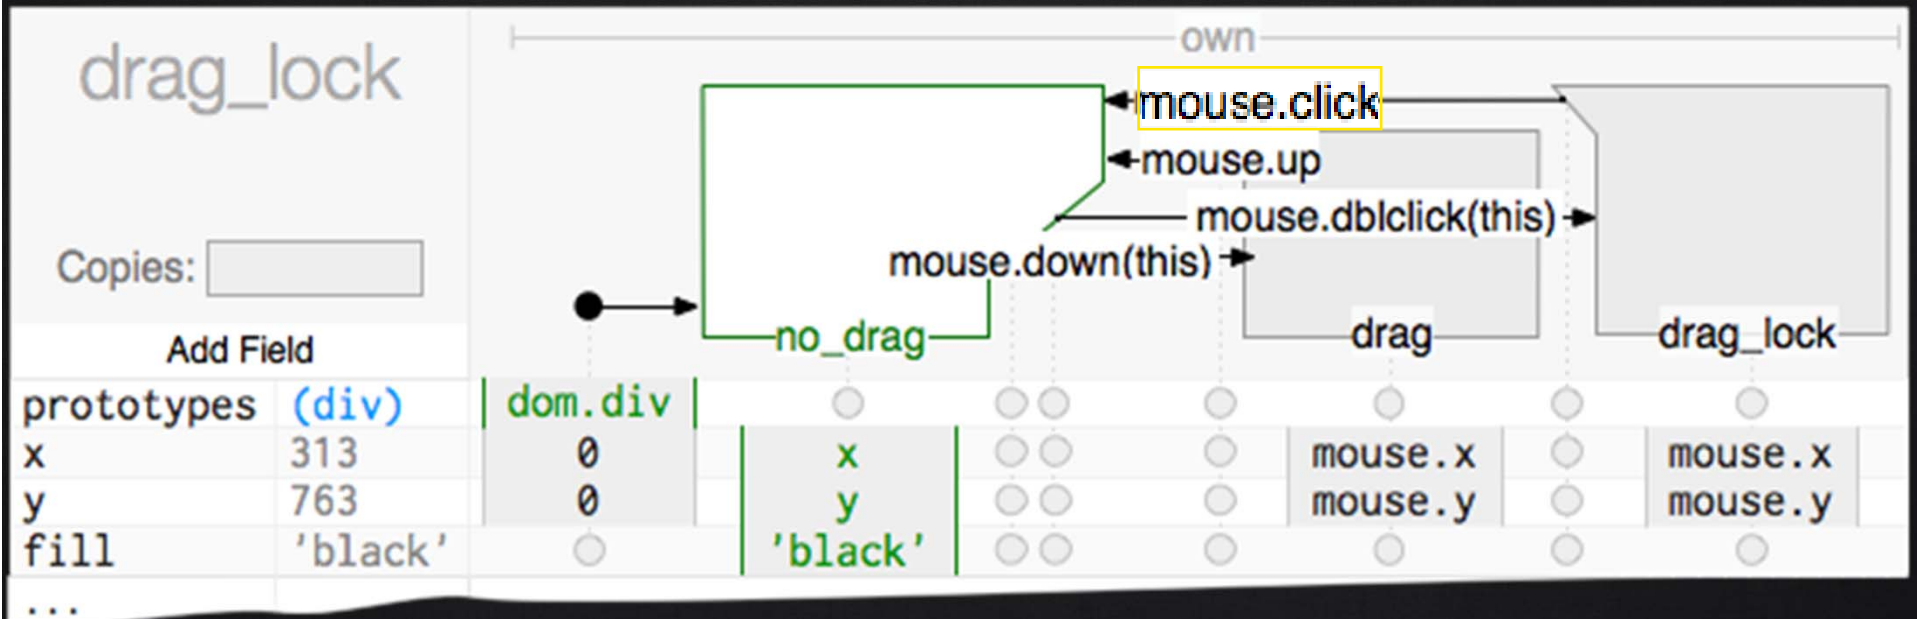 own
drag_lock
mouse.click
mouse.up
mouse.dblclick(this)
mouse.down(this)
Copies:
no_drag
drag
drag_lock
Add Field
prototypes (div) dom.div
x 313 0 x mouse.x mouse.x
y 763 0 y mouse.y mouse.y
fill 'black' 'black'
...